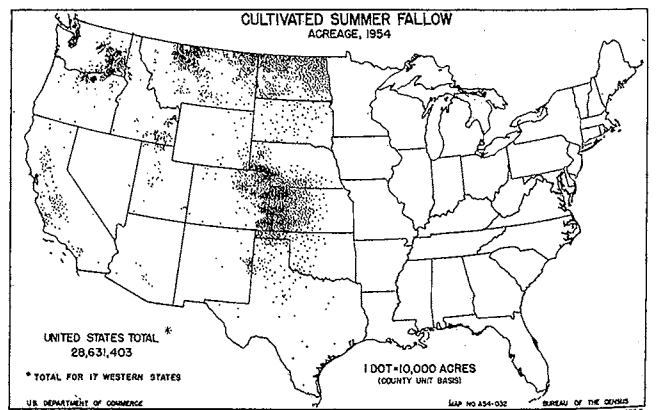 CULTIVATED SUMMER FALLOW
ACREAGE, 1954
UNITED STATES TOTAL *
28,631,403
* TOTAL FOR 17 WESTERN STATES
1 DOT=10,000 ACRES
(COUNTY UNIT BASIS)
U.S. DEPARTMENT OF COMMERCE
MAP NO A54-032
BUREAU OF THE CENSUS